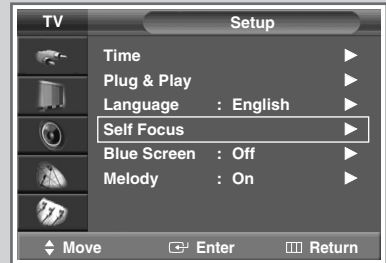 TV Setup
Time
Plug & Play
Language : English
Self Focus
Blue Screen : Off
Melody : On
Move Enter Return